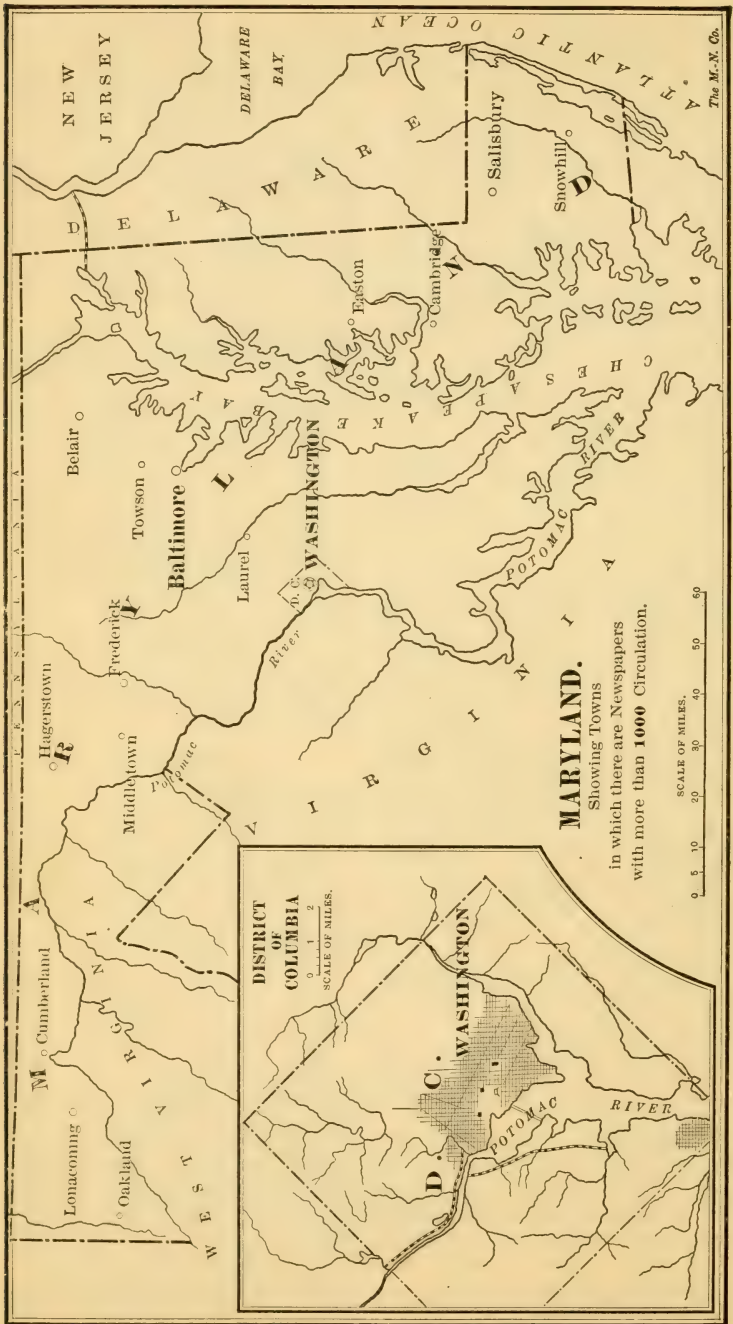 MARYLAND.
Showing Towns
in which there are Newspapers
with more than 1000 Circulation.
SCALE OF MILES.
0 5 10 20 30 40 50 60
PENNSYLVANIA
NEW
JERSEY
DELAWARE
BAY.
DELAWARE
ATLANTIC OCEAN
MARYLAND
WEST VIRGINIA
VIRGINIA
CHESAPEAKE BAY
Lonaconing
Oakland
Cumberland
Hagerstown
Middletown
Frederick
Potomac
River
Belair
Towson
Baltimore
Laurel
D. C.
WASHINGTON
Easton
Cambridge
Salisbury
Snowhill
POTOMAC
RIVER
DISTRICT
OF
COLUMBIA
0 1 2
SCALE OF MILES.
D. C.
WASHINGTON
POTOMAC
RIVER
The M.-N. Co.